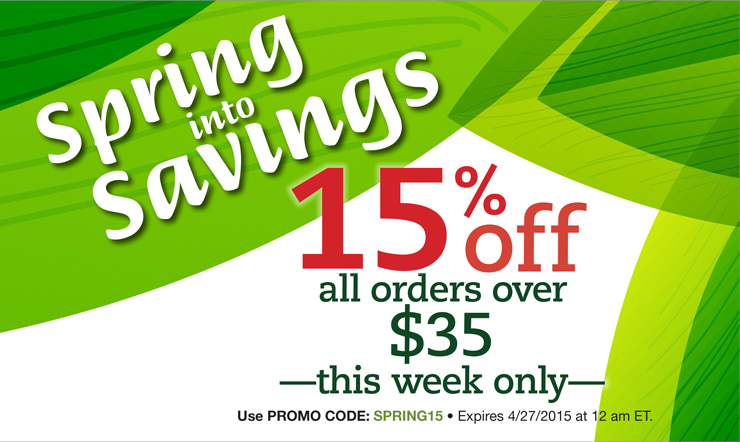 Spring
into
Savings
15% off
all orders over
$35
—this week only—
Use PROMO CODE: SPRING15 • Expires 4/27/2015 at 12 am ET.